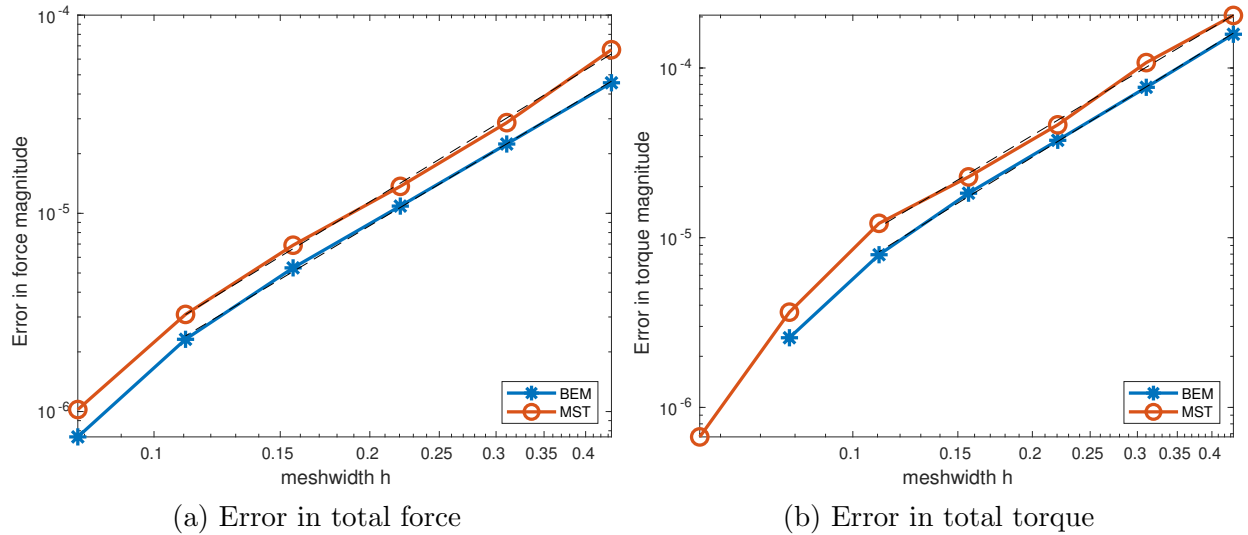 10^-4
10^-5
10^-6
Error in force magnitude
0.1
0.15
0.2
0.25
0.3
0.35
0.4
meshwidth h
BEM
MST
(a) Error in total force
10^-4
10^-5
10^-6
Error in torque magnitude
0.1
0.15
0.2
0.25
0.3
0.35
0.4
meshwidth h
BEM
MST
(b) Error in total torque